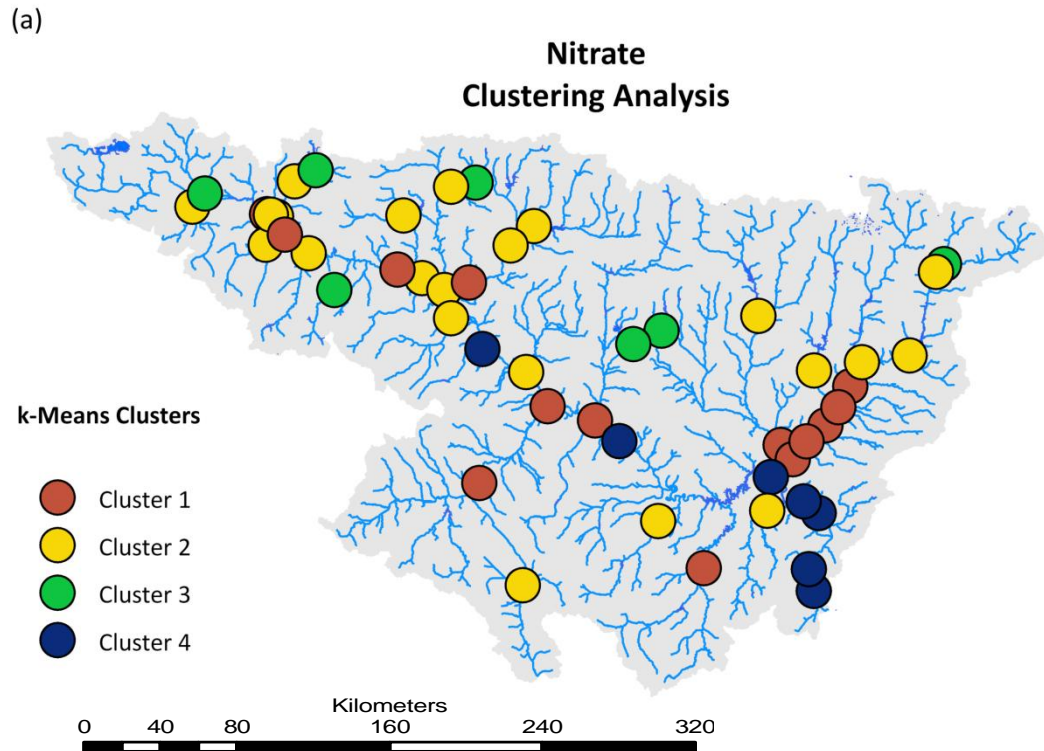 (a)
Nitrate
Clustering Analysis
k-Means Clusters
Cluster 1
Cluster 2
Cluster 3
Cluster 4
Kilometers
0 40 80 160 240 320